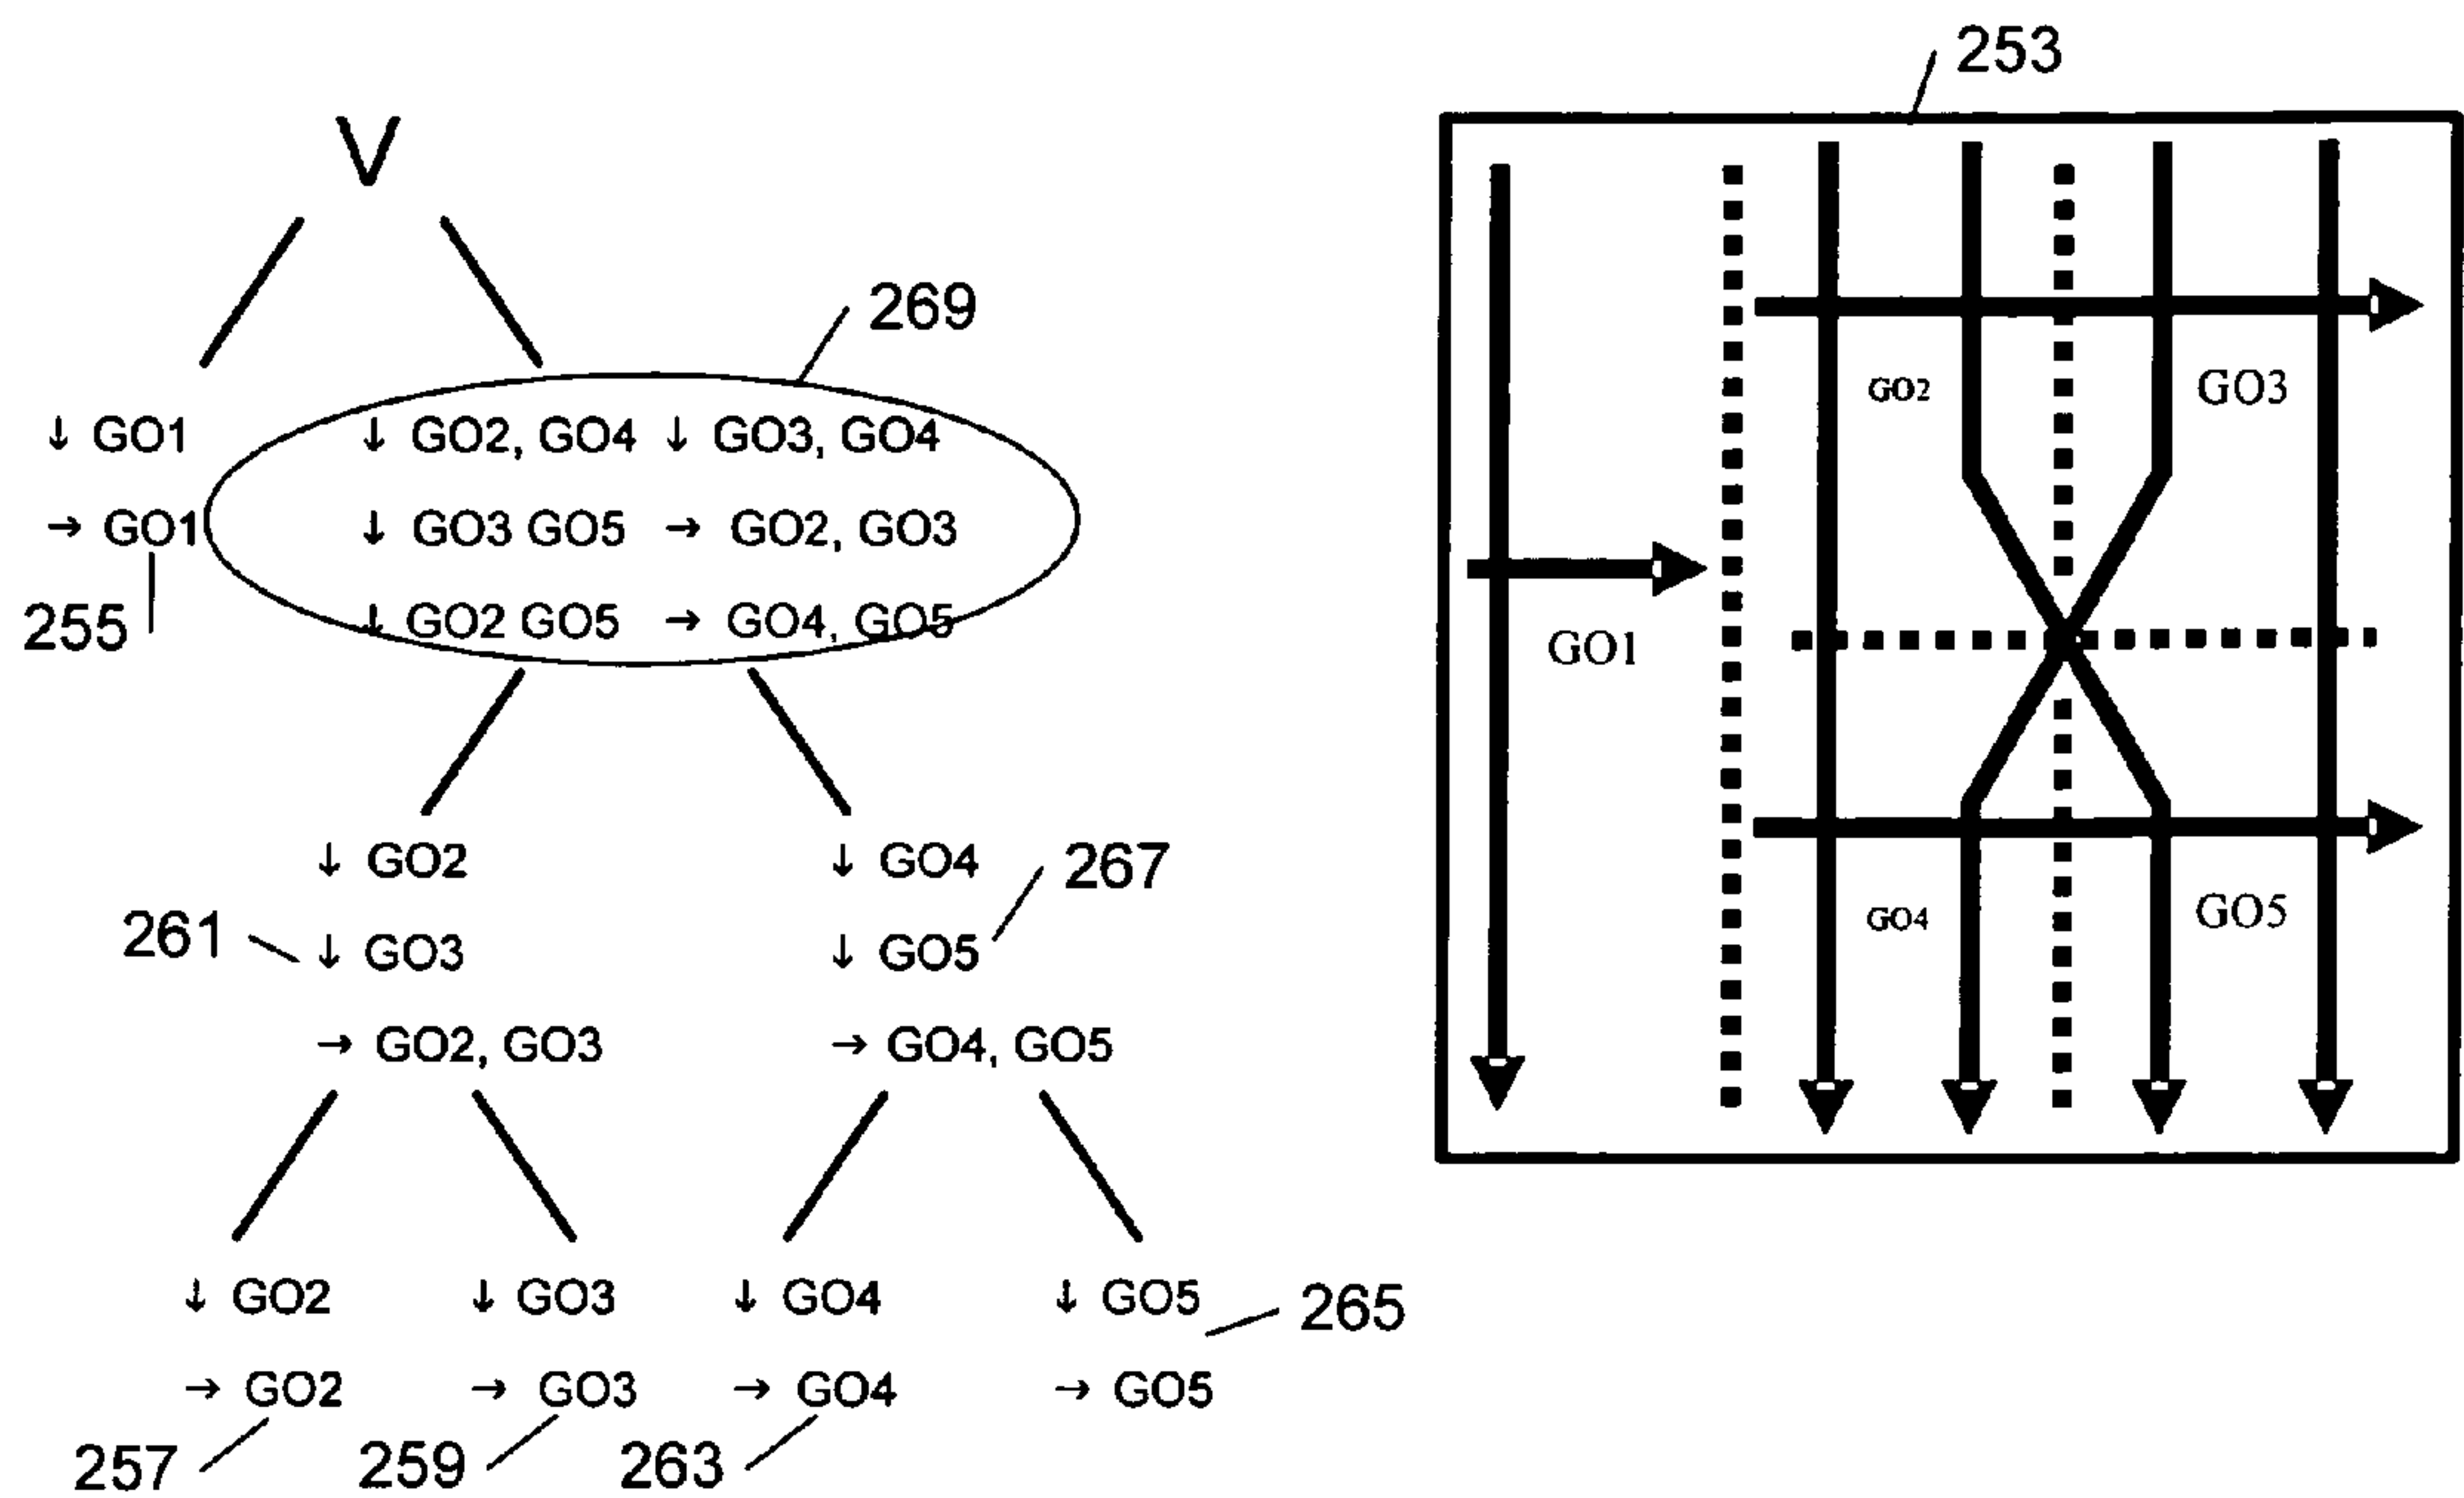 253
V
269
↓ GO1
→ GO1
255
↓ GO2, GO4 ↓ GO3, GO4
↓ GO3 GO5 → GO2, GO3
↓ GO2 GO5 → GO4, GO5
↓ GO2
↓ GO3
→ GO2, GO3
261
↓ GO4
↓ GO5
→ GO4, GO5
267
↓ GO2
→ GO2
257
↓ GO3
→ GO3
259
↓ GO4
→ GO4
263
↓ GO5
→ GO5
265
GO2
GO3
GO1
GO4
GO5